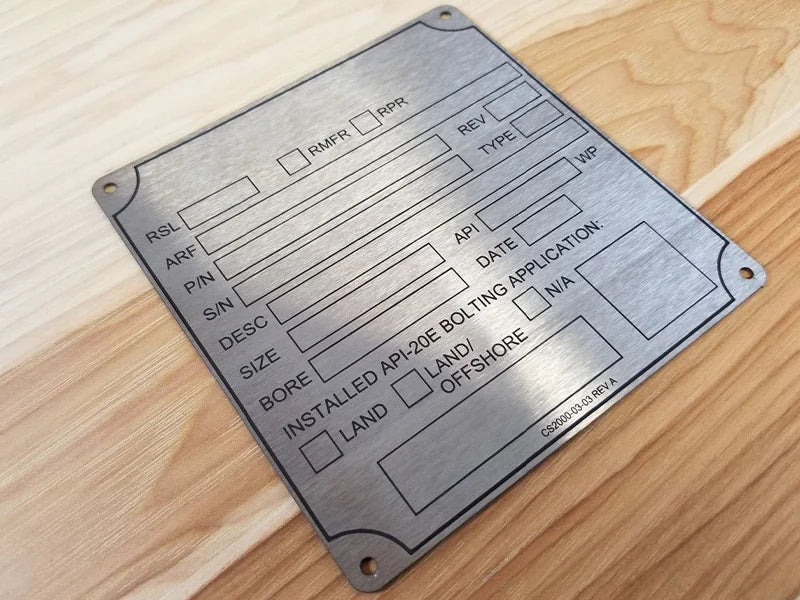 RSL RMFR RPR
ARF
P/N REV
S/N TYPE
DESC
SIZE API WP
BORE DATE
INSTALLED API-20E BOLTING APPLICATION:
LAND LAND/ N/A
OFFSHORE
CS2000-03-03 REV.A